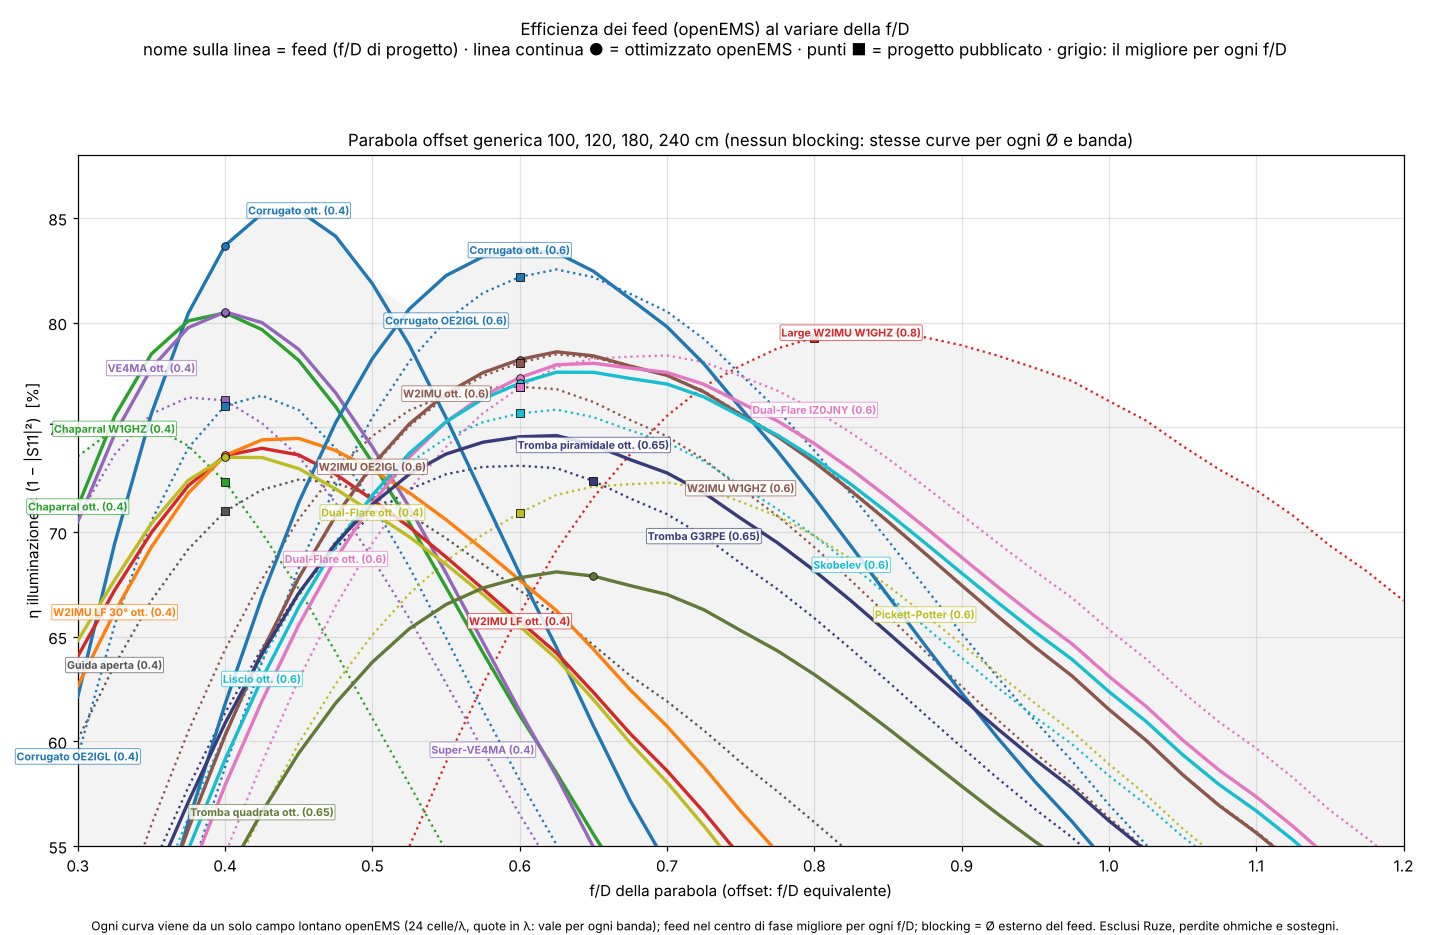 Efficienza dei feed (openEMS) al variare della f/D
nome sulla linea = feed (f/D di progetto) · linea continua ● = ottimizzato openEMS · punti ■ = progetto pubblicato · grigio: il migliore per ogni f/D
Parabola offset generica 100, 120, 180, 240 cm (nessun blocking: stesse curve per ogni Ø e banda)
85
80
70
65
60
55
Corrugato ott. (0.4)
Corrugato ott. (0.6)
Corrugato OE2IGL (0.6)
Large W2IMU W1GHZ (0.8)
VE4MA ott. (0.4)
W2IMU ott. (0.6)
Dual-Flare IZ0JNY (0.6)
Chaparral W1GHZ (0.4)
Tromba piramidale ott. (0.65)
W2IMU OE2IGL (0.6)
W2IMU W1GHZ (0.6)
Chaparral ott. (0.4)
Dual-Flare ott. (0.4)
Tromba G3RPE (0.65)
Dual-Flare ott. (0.6)
Skobelev (0.6)
W2IMU LF 30° ott. (0.4)
W2IMU LF ott. (0.4)
Pickett-Potter (0.6)
Guida aperta (0.4)
Liscio ott. (0.6)
Corrugato OE2IGL (0.4)
Super-VE4MA (0.4)
Tromba quadrata ott. (0.65)
η illuminazione (1 − |S11|²) [%]
0.3 0.4 0.5 0.6 0.7 0.8 0.9 1.0 1.1 1.2
f/D della parabola (offset: f/D equivalente)
Ogni curva viene da un solo campo lontano openEMS (24 celle/λ, quote in λ: vale per ogni banda); feed nel centro di fase migliore per ogni f/D; blocking = Ø esterno del feed. Esclusi Ruze, perdite ohmiche e sostegni.